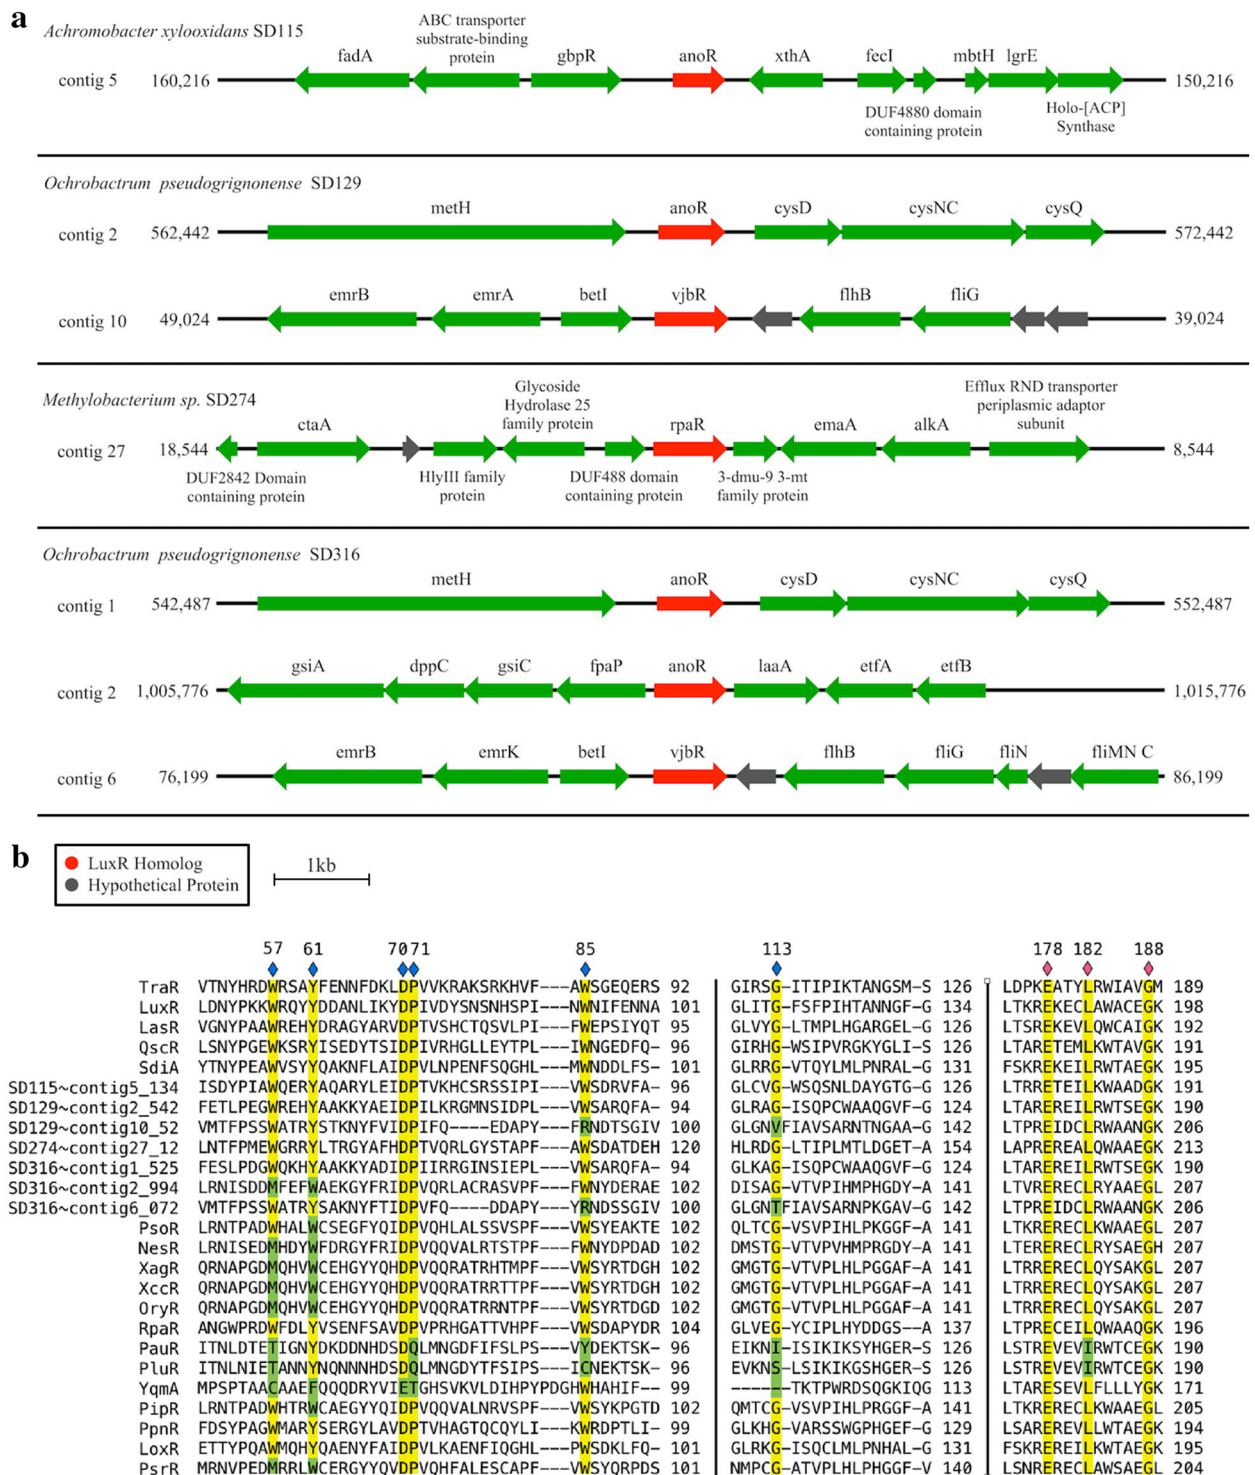 a
Achromobacter xylooxidans SD115
ABC transporter
substrate-binding
protein
fadA gbpR anoR xthA fecI mbtH lgrE
contig 5 160,216 150,216
DUF4880 domain
containing protein
Holo-[ACP]
Synthase
Ochrobactrum pseudogrignonense SD129
metH anoR cysD cysNC cysQ
contig 2 562,442 572,442
emrB emrA betI vjbR flhB fliG
contig 10 49,024 39,024
Methylobacterium sp. SD274
Glycoside
Hydrolase 25
family protein
Efflux RND transporter
periplasmic adaptor
subunit
ctaA rpaR emaA alkA
contig 27 18,544 8,544
DUF2842 Domain
containing protein
HlyIII family
protein
DUF488 domain
containing protein
3-dmu-9 3-mt
family protein
Ochrobactrum pseudogrignonense SD316
metH anoR cysD cysNC cysQ
contig 1 542,487 552,487
gsiA dppC gsiC fpaP anoR laaA etfA etfB
contig 2 1,005,776 1,015,776
emrB emrK betI vjbR flhB fliG fliN fliMN C
contig 6 76,199 86,199
b
LuxR Homolog
Hypothetical Protein
1kb
57 61 70 71 85 113 178 182 188
TraR VTNYHRDWRSAYFENNFDKLDPVVKRAKSRKHVF---AWSGEQERS 92 GIRSG-ITIPIKTANGSM-S 126 LDPKEATYLRWIAVGM 189
LuxR LDNYPKKWRQYYDDANLIKYDPIVDYSNSNHSPI---NWNIFENNA 101 GLITG-FSFPIHTANNGF-G 134 LTKREKECLAWACEGK 198
LasR VGNYPAAWREHYDRAGYARVDPTVSHCTQSVLPI---FWEPSIYQT 95 GLVYG-LTMPLHGARGEL-G 126 LTSREKEVLQWCAIGK 192
QscR LSNYPGEWKSRYISEDYTSIDPIVRHGLLEYTPL---IWNGEDFQ- 96 GIRHG-WSIPVRGKYGLI-S 126 LTARETEMLKWTAVGK 191
SdiA TNYPEAWVSYYQAKNFLAIDPVLNPENFSQGHL---MWNDDLFS- 101 GLRRG-VTQYLMLPNRAL-G 131 FSKREKEILRWTAEGK 195
SD115~contig5_134 ISDYPIAWQERYAQARYLEIDPTVKHCSRSSIPI---IWDSRVFA- 96 GLCVG-WSQSNLDAYGTG-G 126 LTRRETEILKWAADGK 191
SD129~contig2_542 FETLPEGWREHYAAKKYAEIDPILKRGMNSIDPL---VWSARQFA- 94 GLRAG-ISQPCWAAQGVF-G 124 LTAREREILRWTSEGK 190
SD129~contig10_52 VMTFPSSWATRYSTKNYFVIDPIFQ----EDAPY---FRNDTSGIV 100 GLGNVFIAVSARNTNGAA-G 142 LTPREIDCLRWAANGK 206
SD274~contig27_12 LNTFPMEWGRRYLTRGYAFHDPTVQRLGYSTAPF---AWSDATDEH 120 HLRDG-LTIPLMTLDGET-A 154 LAPREREALQWAAEGK 213
SD316~contig1_525 FESLPDGWQKHYAAKKYADIDPIIRRGINSIEPL---VWSARQFA- 94 GLKAG-ISQPCWAAQGVF-G 124 LTAREREILRWTSEGK 190
SD316~contig2_994 LRNISDDMFEFWAEKGYFRIDPVQRLACRASVPF---FWNYDERAE 102 DISAG-VTVPIHMPGHDY-A 141 LTVREREECLRYAAEGL 207
SD316~contig6_072 VMTFPSSWATRYSAKNYFTIDPVFQ----DDAPY---YRNDSSGIV 100 GLGNTFIAVSARNPKGAV-G 142 LTPREIDCLRWAANGK 206
PsoR LRNTPADWHALWCSEGFYQIDPVQHLALSSVSPF---VWSYEAKTE 102 QLTCG-VSVPIHLPKGGF-A 141 LTKRERECLKWAAEGL 207
NesR LRNISEDMHDYWFDRGYFRIDPVQQVALRTSTPF---FWNYDPDAD 102 DMSTG-VTVPVHMPRGDY-A 141 LTERERECLRYSAEGH 207
XagR QRNAPGDMQHVWCEHGYYQHDPVQQRATRHTMPF---VWSYRTDGH 102 GMGTG-VTVPLHLPGGAF-A 141 LTRRERECLQYSAKGL 207
XccR QRNAPGDMQHVWCEHGYYQHDPVQQRATRRTTPF---VWSYRTDGH 102 GMGTG-VTVPLHLPGGAF-A 141 LTRRERECLQYSAKGL 207
OryR QRNAPGDMQHVWCEHGYYQHDPVQQRATRRNTPF---VWSYRTDGD 102 GMGTG-VTVPLHLPGGAF-A 141 LTRRERECLQYSAKGL 207
RpaR ANGWPRDWFDLYVSENFSAVDPVPRHGATTVHPF---VWSDAPYDR 104 GLVEG-YCIPLHYDDGS--A 137 LTPRECEILQWAAQGK 196
PauR ITNLDTETIGNYDKDDNHDSDQLMNGDFIFSLPS---VYDEKTSK- 96 EIKNI-LSIKIKSYHGER-S 126 LSTREVEVIRWTCEGK 190
PluR ITNLNIETANNYNQNNNHDSDQLMNGDYTFSIPS---ICNEKTSK- 96 EVKNS-LSIKIKGSHGER-S 126 LSTREVEVIRWTCEGK 190
YqmA MPSPTAACAAEFQQQDRYVIETGHSVKVLDIHPYPDGHWHAHIF-- 99 ------TKTPWRDSQGKIQG 113 LTARESEVLFLLLYGK 171
PipR LRNTPADWHTRWCAEGYYQIDPVQQVALNRVSPF---VWSYKPGTD 102 QMTCG-VSVPIHLPKGGF-A 141 LTKRERECLKWAAEGL 205
PpnR FDSYPAGWMARYSERGYLAVDPTVHAGTQCQYLI---KWRDPTLI- 99 GLKHG-VARSSWGPHGEF-G 129 LSAREREVLLWTAEGK 194
LoxR ETTYPQAWMQHYQAENYFAIDPVLKAENFIQGHL---PWSDKLFQ- 101 GLRKG-ISQCLMLPNHAL-G 131 FSKREREILKWTAEGK 195
PsrR MRNVPEDMRRLWCERGYYQVDPVQHFALESCAPF---VWSYQRPDS 101 NMPCG-ATVPLHLPHGGF-V 140 LSNRERECLAWSAEGL 204